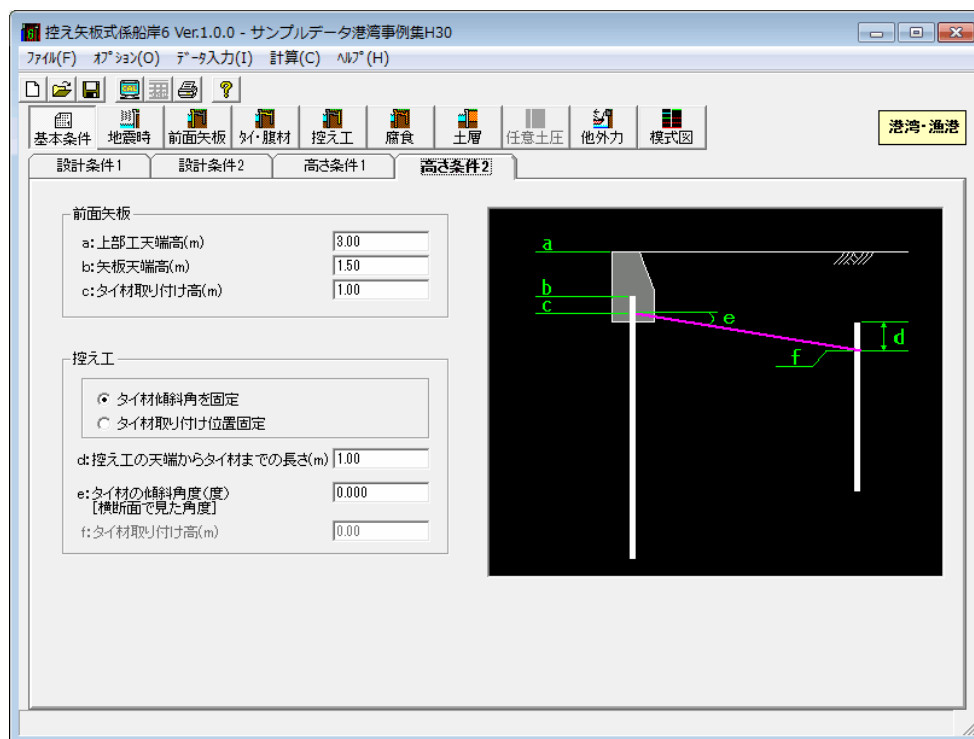 控え矢板式係船岸6 Ver.1.0.0 - サンプルデータ港湾事例集H30
ﾌｧｲﾙ(F) ｵﾌﾟｼｮﾝ(O) ﾃﾞｰﾀ入力(I) 計算(C) ﾍﾙﾌﾟ(H)
基本条件 地震時 前面矢板 ﾀｲ・腹材 控え工 腐食 土層 任意土圧 他外力 模式図
港湾・漁港
設計条件1 設計条件2 高さ条件1 高さ条件2
前面矢板
a:上部工天端高(m) 3.00
b:矢板天端高(m) 1.50
c:タイ材取り付け高(m) 1.00
控え工
タイ材傾斜角を固定
タイ材取り付け位置固定
d:控え工の天端からタイ材までの長さ(m) 1.00
e:タイ材の傾斜角度(度) 0.000
[横断面で見た角度]
f:タイ材取り付け高(m) 0.00
a
b
c
e
d
f